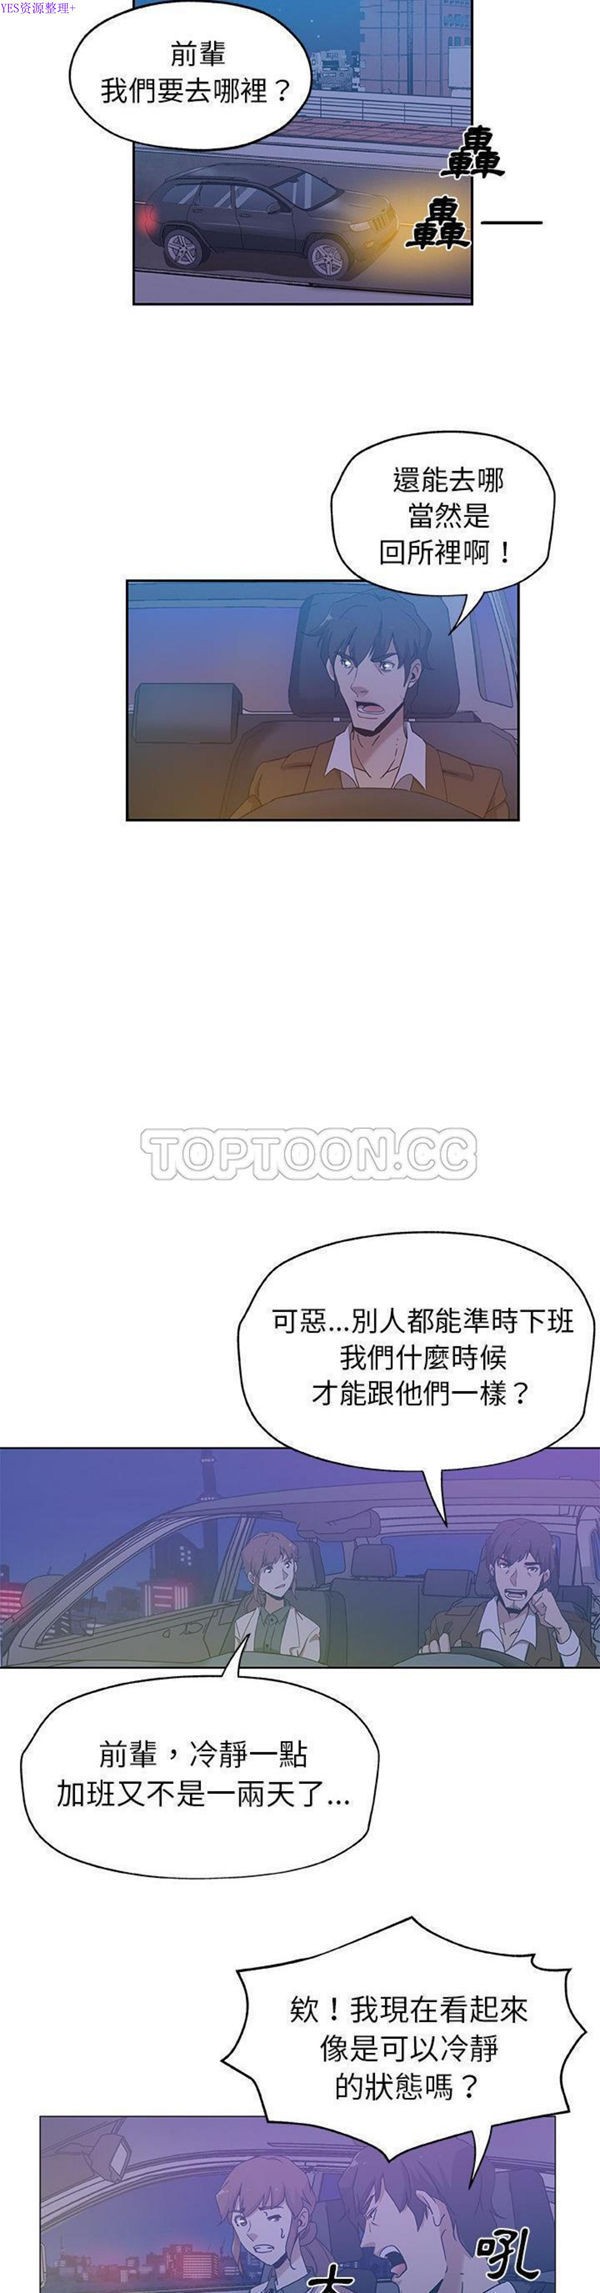 YES资源整理+
前輩
我們要去哪裡？
轟
轟
還能去哪
當然是
回所裡啊！
TOPTOON.CC
可惡...別人都能準時下班
我們什麼時候
才能跟他們一樣？
前輩，冷靜一點
加班又不是一兩天了...
欸！我現在看起來
像是可以冷靜
的狀態嗎？
吼
大